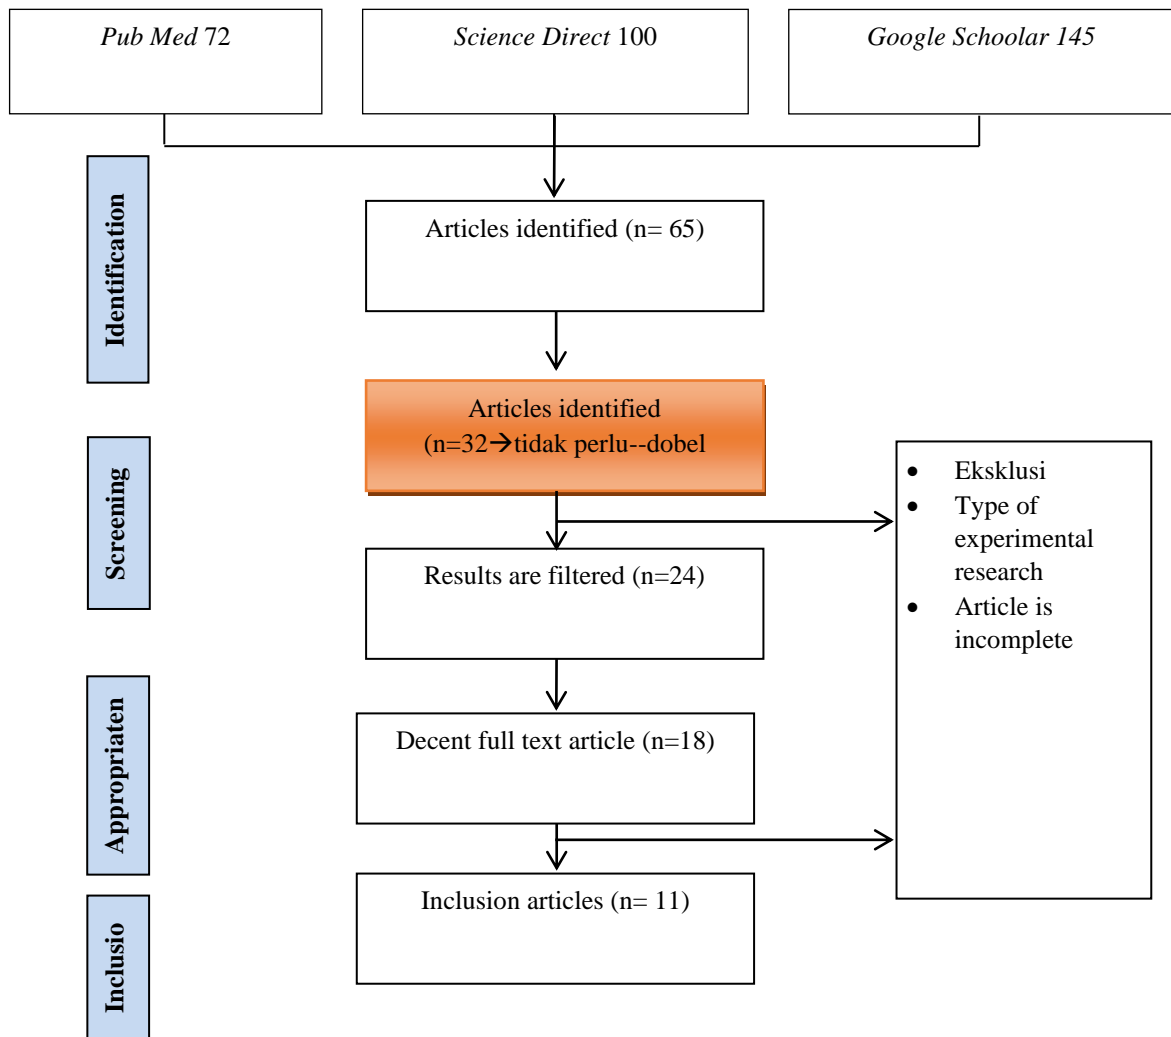 Pub Med 72
Science Direct 100
Google Schoolar 145
Identification
Articles identified (n= 65)
Articles identified
(n=32→tidak perlu--dobel
Screening
• Eksklusi
• Type of
experimental
research
• Article is
incomplete
Results are filtered (n=24)
Appropriaten
Decent full text article (n=18)
Inclusio
Inclusion articles (n= 11)